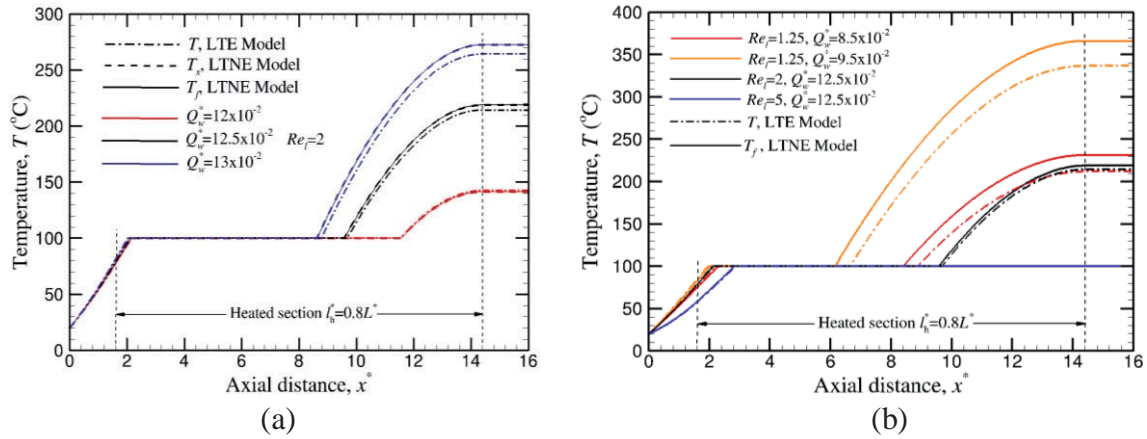 300
250
200
150
100
50
0
Temperature, T (°C)
T, LTE Model
T_s, LTNE Model
T_f, LTNE Model
Q*_w=12x10⁻²
Q*_w=12.5x10⁻² Re_l=2
Q*_w=13x10⁻²
Heated section l*_h=0.8L*
0 2 4 6 8 10 12 14 16
Axial distance, x*
(a)
400
350
300
250
200
150
100
50
0
Temperature, T (°C)
Re_l=1.25, Q*_w=8.5x10⁻²
Re_l=1.25, Q*_w=9.5x10⁻²
Re_l=2, Q*_w=12.5x10⁻²
Re_l=5, Q*_w=12.5x10⁻²
T, LTE Model
T_f, LTNE Model
Heated section l*_h=0.8L*
0 2 4 6 8 10 12 14 16
Axial distance, x*
(b)